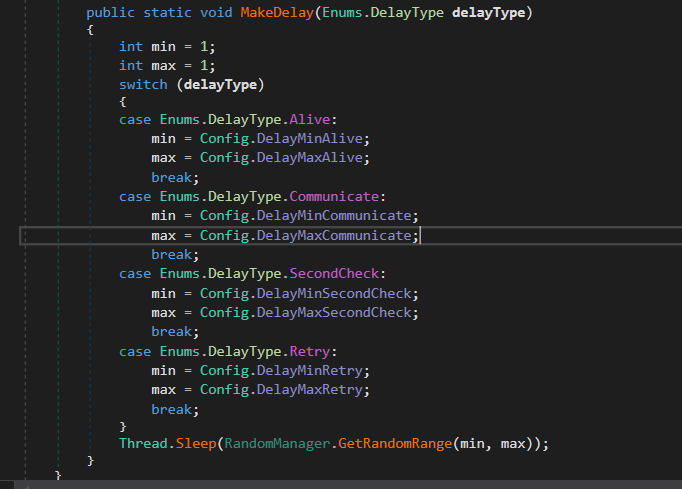 public static void MakeDelay(Enums.DelayType delayType)
{
int min = 1;
int max = 1;
switch (delayType)
{
case Enums.DelayType.Alive:
min = Config.DelayMinAlive;
max = Config.DelayMaxAlive;
break;
case Enums.DelayType.Communicate:
min = Config.DelayMinCommunicate;
max = Config.DelayMaxCommunicate;
break;
case Enums.DelayType.SecondCheck:
min = Config.DelayMinSecondCheck;
max = Config.DelayMaxSecondCheck;
break;
case Enums.DelayType.Retry:
min = Config.DelayMinRetry;
max = Config.DelayMaxRetry;
break;
}
Thread.Sleep(RandomManager.GetRandomRange(min, max));
}
}